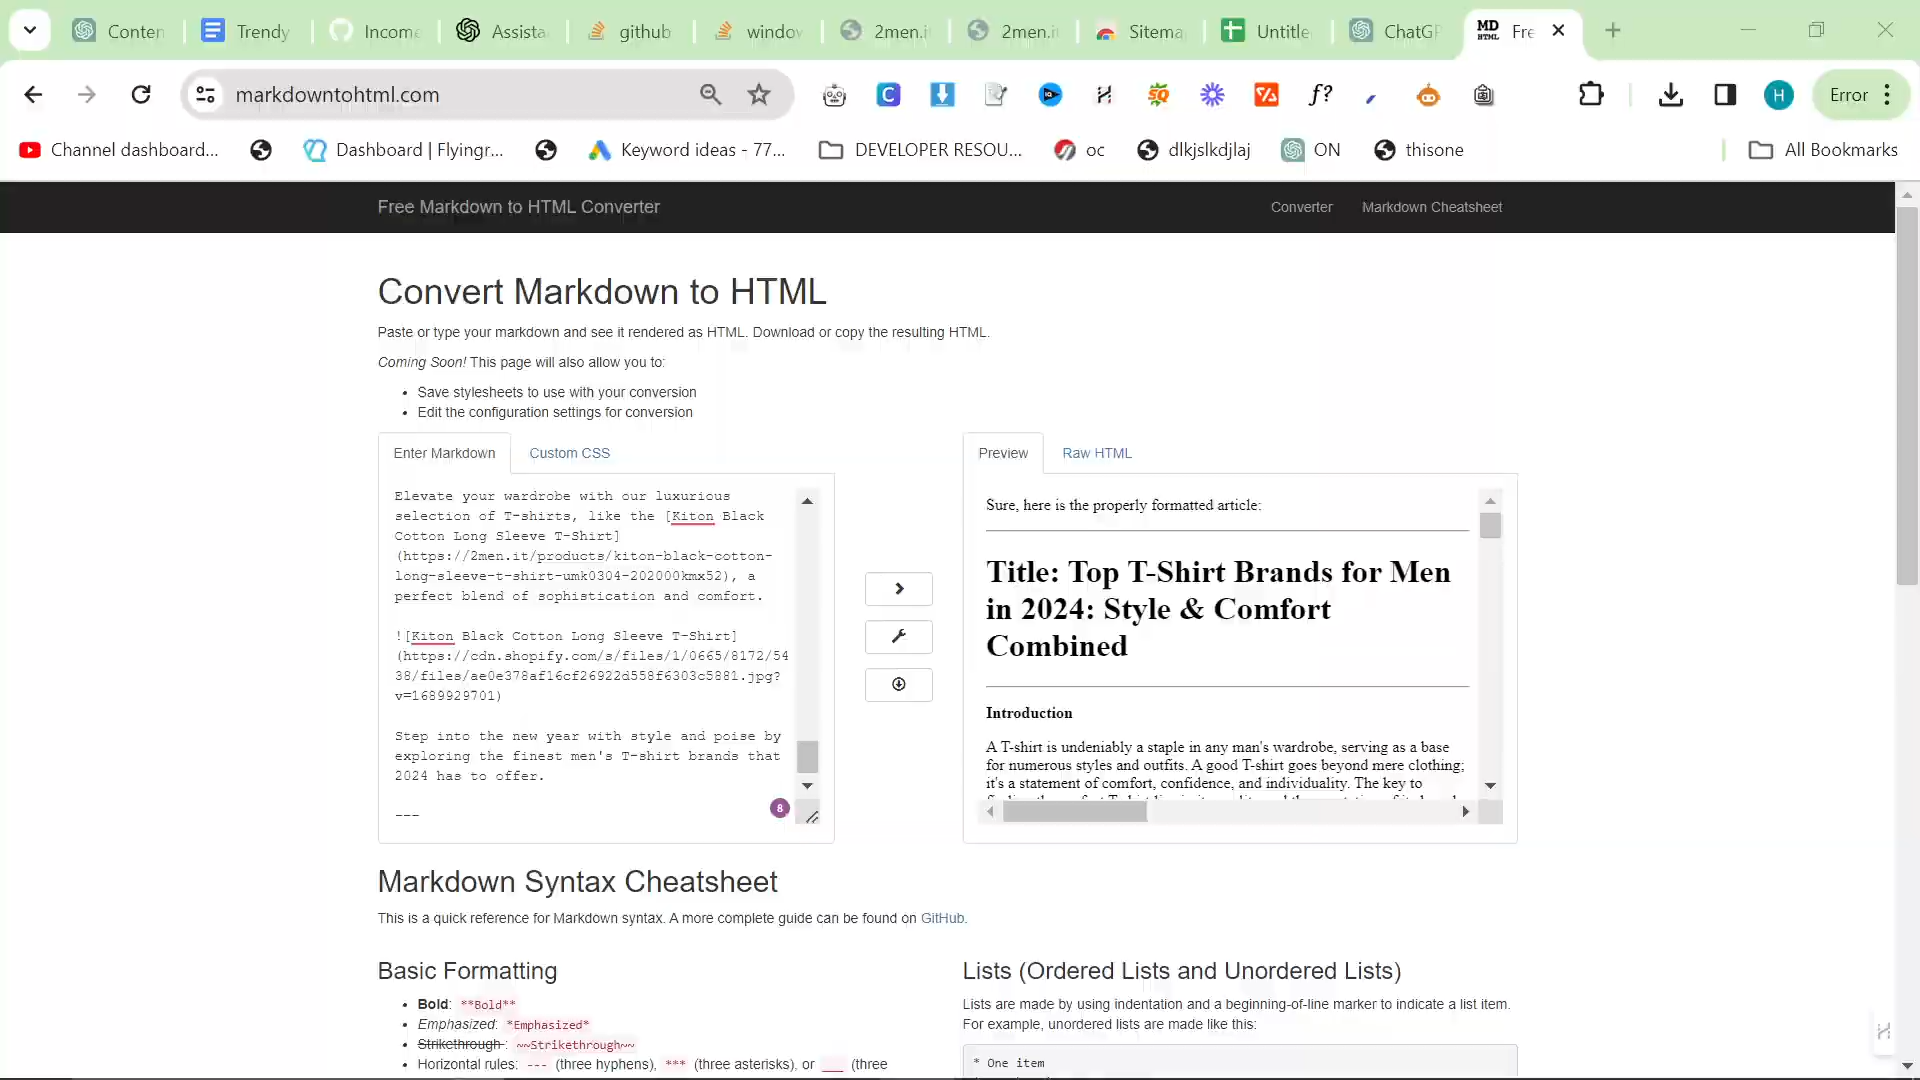 Conten
Trendy
Incom
Assista
github
windov
2men.i
2men.i
Sitema
Untitle
ChatGP
MD
HTML
Fre
markdowntohtml.com
Error
Channel dashboard...
Dashboard | Flyingr...
Keyword ideas - 77...
DEVELOPER RESOU...
oc
dlkjslkdjlaj
ON
thisone
All Bookmarks
Free Markdown to HTML Converter
Converter
Markdown Cheatsheet
Convert Markdown to HTML
Paste or type your markdown and see it rendered as HTML. Download or copy the resulting HTML.
Coming Soon! This page will also allow you to:
• Save stylesheets to use with your conversion
• Edit the configuration settings for conversion
Enter Markdown
Custom CSS
Elevate your wardrobe with our luxurious
selection of T-shirts, like the [Kiton Black
Cotton Long Sleeve T-Shirt]
(https://2men.it/products/kiton-black-cotton-
long-sleeve-t-shirt-umk0304-202000kmx52), a
perfect blend of sophistication and comfort.
![Kiton Black Cotton Long Sleeve T-Shirt]
(https://cdn.shopify.com/s/files/1/0665/8172/54
38/files/ae0e378af16cf26922d558f6303c5881.jpg?
v=1689929701)
Step into the new year with style and poise by
exploring the finest men's T-shirt brands that
2024 has to offer.
---
8
Preview
Raw HTML
Sure, here is the properly formatted article:
Title: Top T-Shirt Brands for Men
in 2024: Style & Comfort
Combined
Introduction
A T-shirt is undeniably a staple in any man's wardrobe, serving as a base
for numerous styles and outfits. A good T-shirt goes beyond mere clothing;
it's a statement of comfort, confidence, and individuality. The key to
Markdown Syntax Cheatsheet
This is a quick reference for Markdown syntax. A more complete guide can be found on GitHub.
Basic Formatting
• Bold: **Bold**
• Emphasized: *Emphasized*
• Strikethrough: ~~Strikethrough~~
• Horizontal rules: --- (three hyphens), *** (three asterisks), or ___ (three
Lists (Ordered Lists and Unordered Lists)
Lists are made by using indentation and a beginning-of-line marker to indicate a list item.
For example, unordered lists are made like this:
* One item